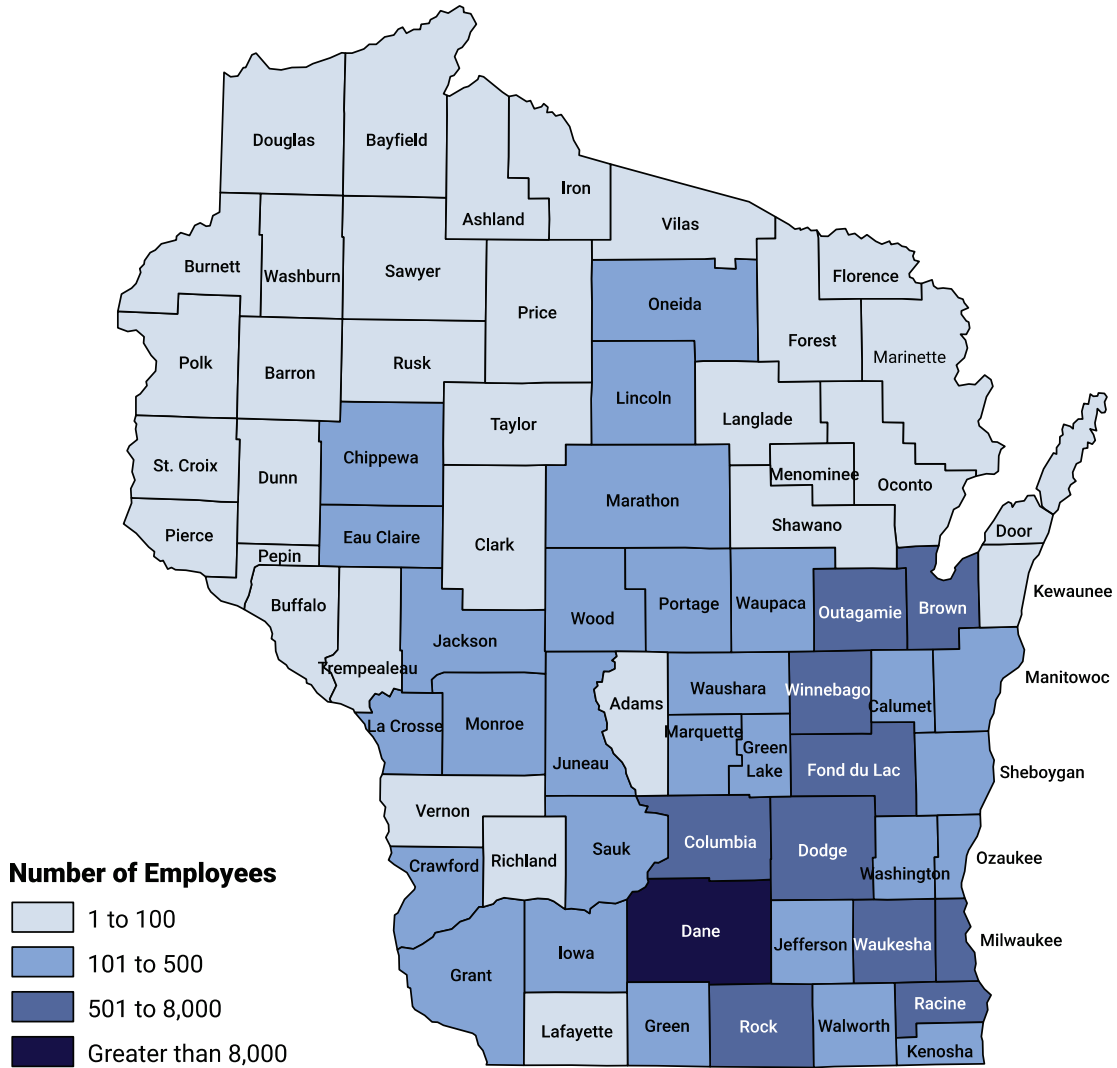 Douglas
Bayfield
Ashland
Iron
Vilas
Burnett
Washburn
Sawyer
Price
Oneida
Florence
Forest
Marinette
Polk
Barron
Rusk
Lincoln
Taylor
Langlade
Chippewa
St. Croix
Dunn
Menominee
Oconto
Marathon
Pierce
Eau Claire
Clark
Shawano
Door
Pepin
Buffalo
Trempealeau
Jackson
Wood
Portage
Waupaca
Outagamie
Brown
Kewaunee
La Crosse
Monroe
Juneau
Adams
Waushara
Winnebago
Calumet
Manitowoc
Marquette
Green
Lake
Fond du Lac
Sheboygan
Vernon
Richland
Sauk
Columbia
Dodge
Washington
Ozaukee
Crawford
Grant
Iowa
Dane
Jefferson
Waukesha
Milwaukee
Lafayette
Green
Rock
Walworth
Racine
Kenosha
Number of Employees
1 to 100
101 to 500
501 to 8,000
Greater than 8,000